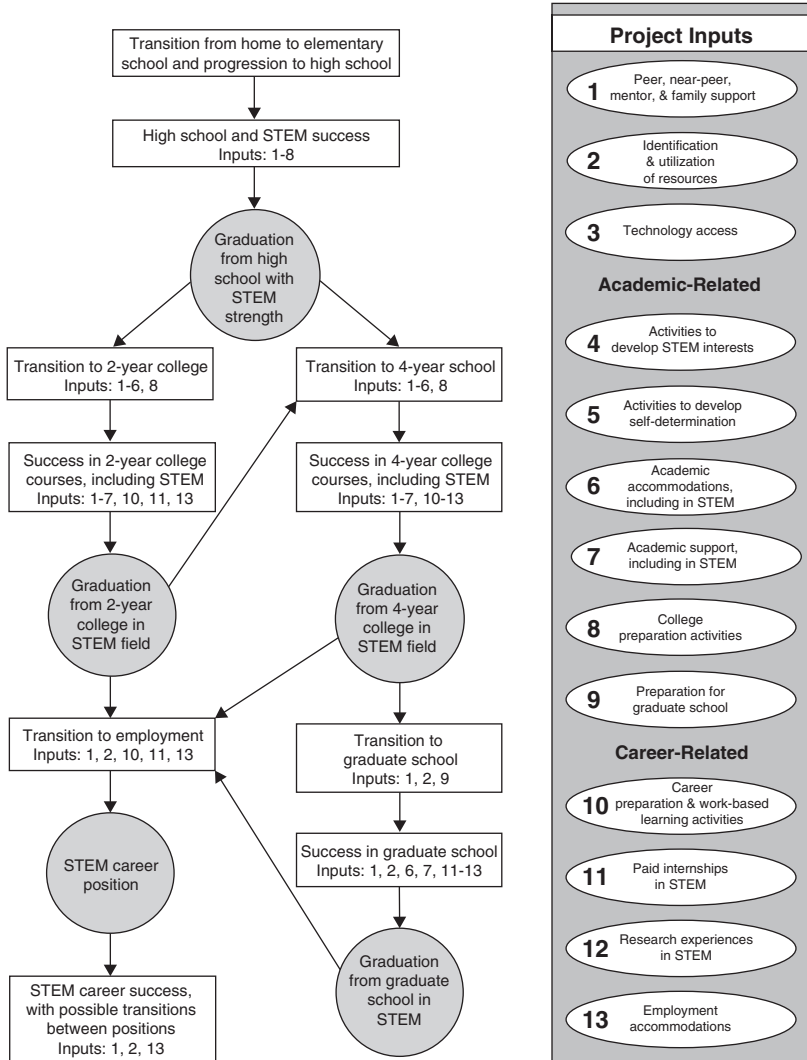 Transition from home to elementary
school and progression to high school
High school and STEM success
Inputs: 1-8
Graduation
from high
school with
STEM
strength
Transition to 2-year college
Inputs: 1-6, 8
Transition to 4-year school
Inputs: 1-6, 8
Success in 2-year college
courses, including STEM
Inputs: 1-7, 10, 11, 13
Success in 4-year college
courses, including STEM
Inputs: 1-7, 10-13
Graduation
from 2-year
college in
STEM field
Graduation
from 4-year
college in
STEM field
Transition to employment
Inputs: 1, 2, 10, 11, 13
Transition to
graduate school
Inputs: 1, 2, 9
STEM career
position
Success in graduate school
Inputs: 1, 2, 6, 7, 11-13
STEM career success,
with possible transitions
between positions
Inputs: 1, 2, 13
Graduation
from graduate
school in
STEM
Project Inputs
1
Peer, near-peer,
mentor, & family support
2
Identification
& utilization
of resources
3
Technology access
Academic-Related
4
Activities to
develop STEM interests
5
Activities to develop
self-determination
6
Academic
accommodations,
including in STEM
7
Academic support,
including in STEM
8
College
preparation activities
9
Preparation for
graduate school
Career-Related
10
Career
preparation & work-based
learning activities
11
Paid internships
in STEM
12
Research experiences
in STEM
13
Employment
accommodations